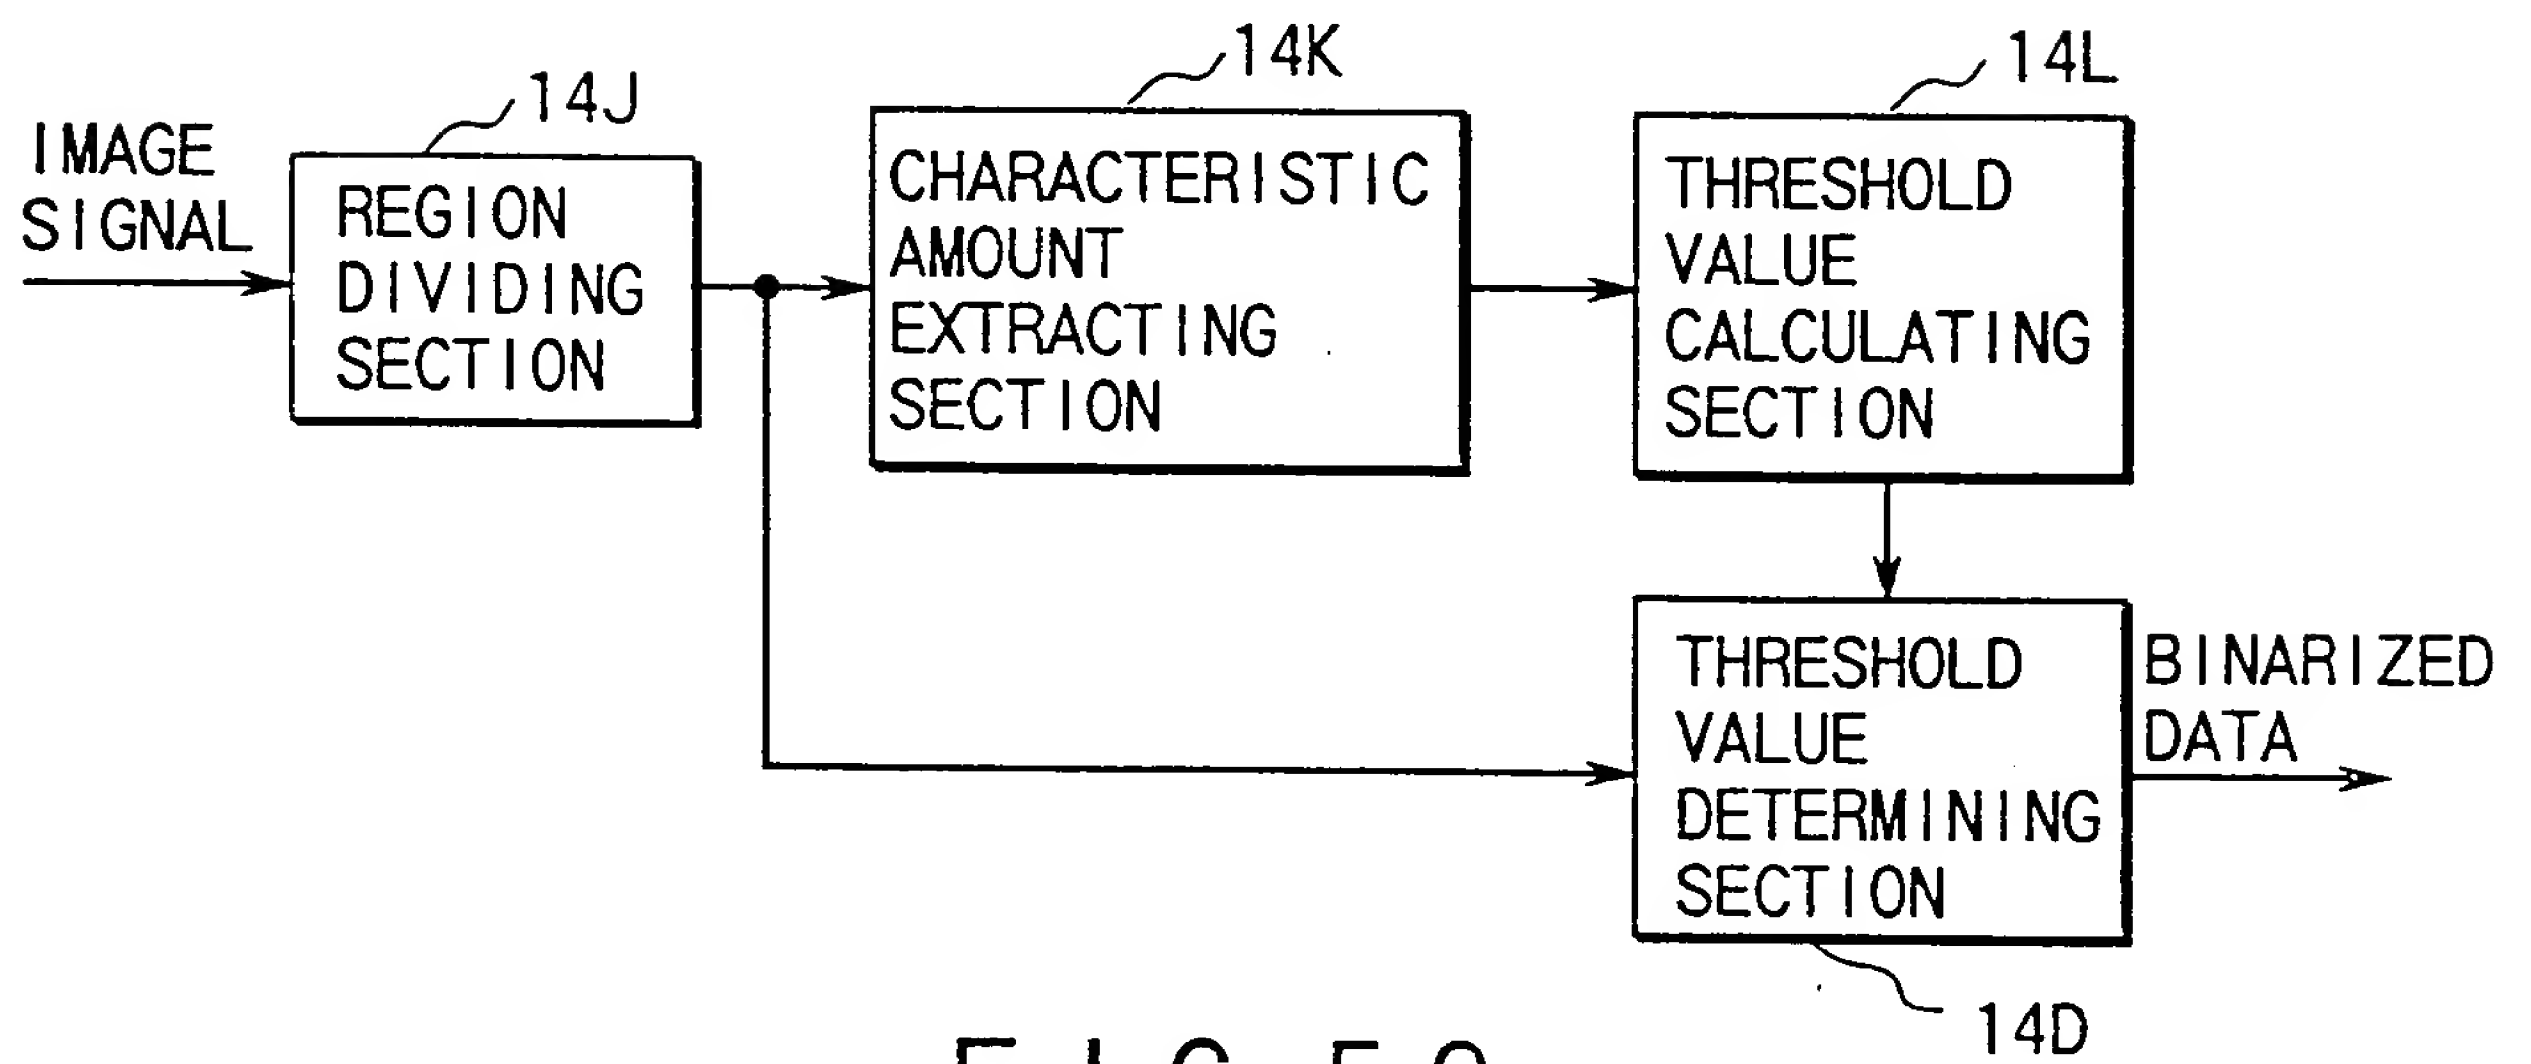 IMAGE
SIGNAL
14J
REGION
DIVIDING
SECTION
14K
CHARACTERISTIC
AMOUNT
EXTRACTING
SECTION
14L
THRESHOLD
VALUE
CALCULATING
SECTION
THRESHOLD
VALUE
DETERMINING
SECTION
14D
BINARIZED
DATA